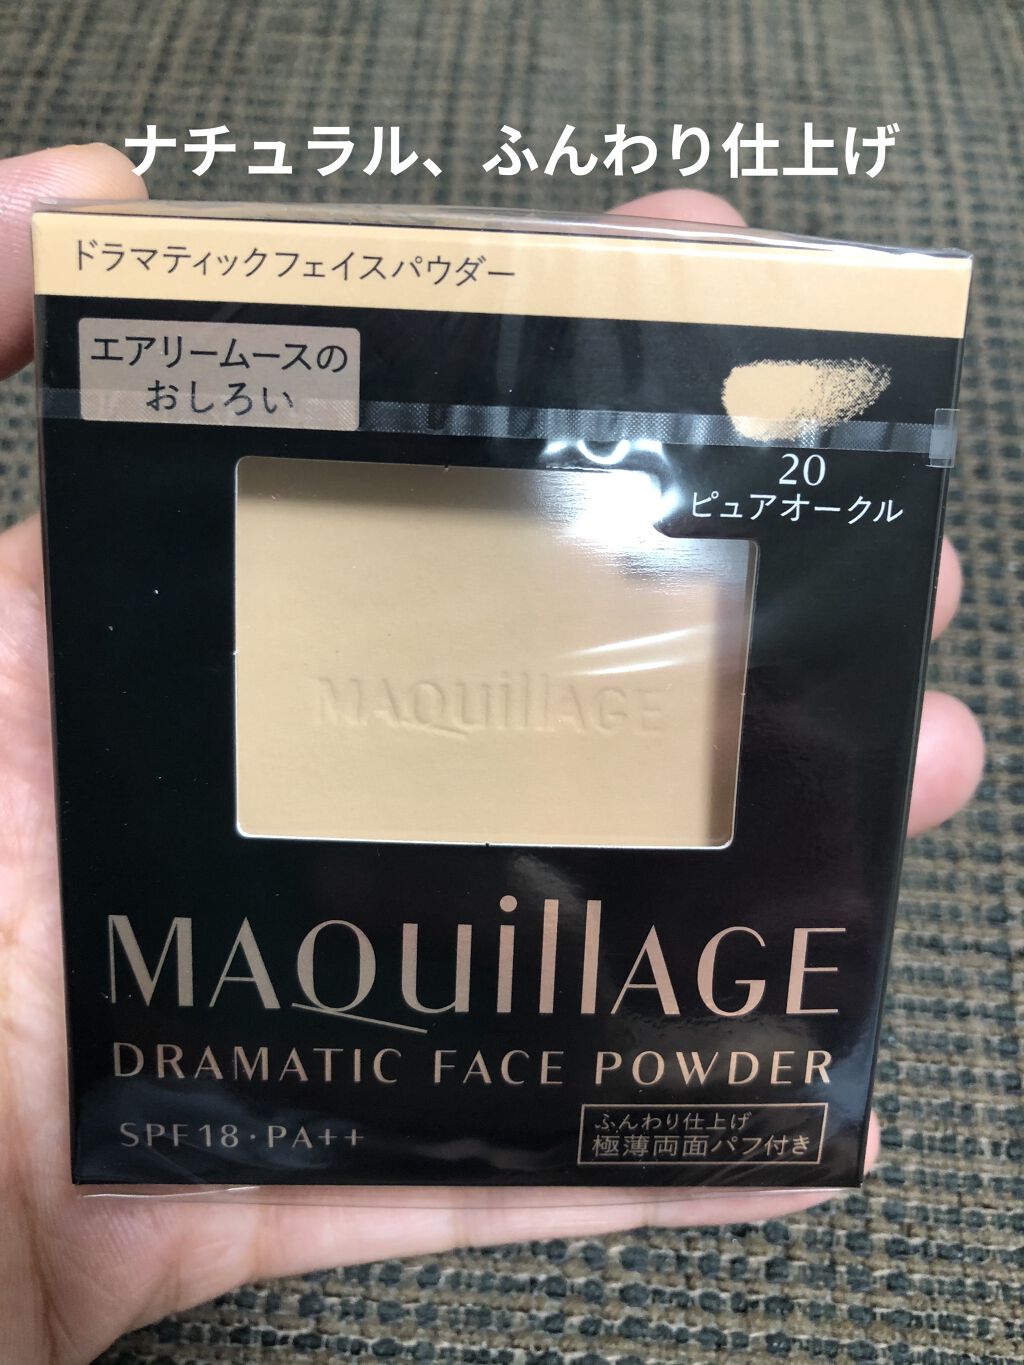 ナチュラル、ふんわり仕上げ
ドラマティックフェイスパウダー
エアリームースの
おしろい
20
ピュアオークル
MAQuillAGE
MAQuillAGE
DRAMATIC FACE POWDER
SPF18・PA++
ふんわり仕上げ
極薄両面パフ付き